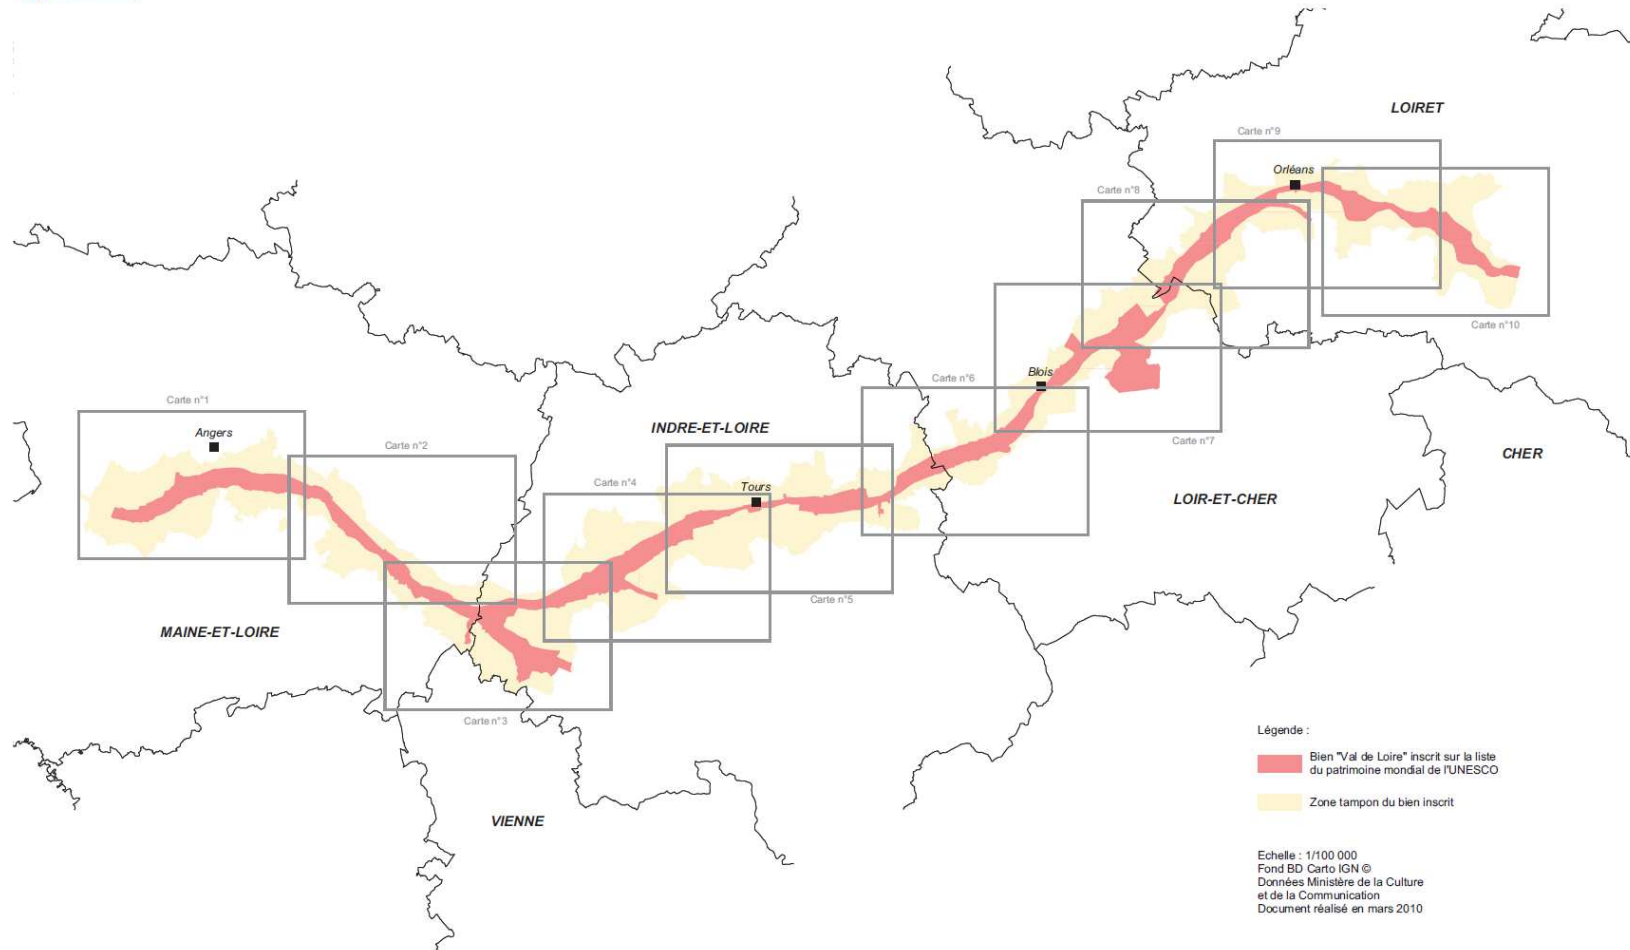 LOIRET
Carte n°9
Orléans
Carte n°8
Carte n°10
Carte n°6
Blois
Carte n°1
Angers
INDRE-ET-LOIRE
Carte n°2
Carte n°7
CHER
Carte n°4
Tours
LOIR-ET-CHER
Carte n°5
MAINE-ET-LOIRE
Carte n°3
VIENNE
Légende :
Bien "Val de Loire" inscrit sur la liste
du patrimoine mondial de l'UNESCO
Zone tampon du bien inscrit
Echelle : 1/100 000
Fond BD Carto IGN ©
Données Ministère de la Culture
et de la Communication
Document réalisé en mars 2010